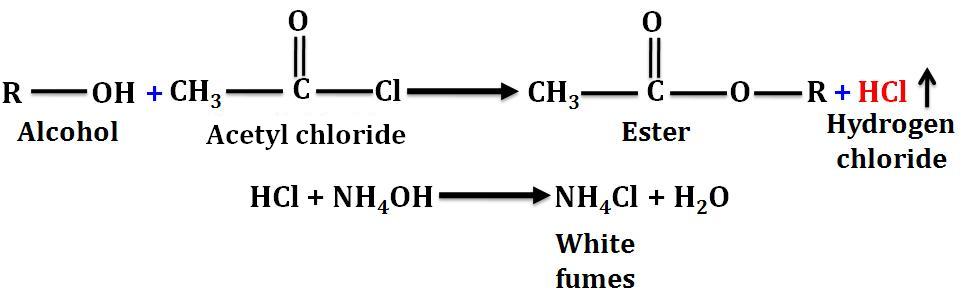 O O
R — OH + CH₃ — C — Cl → CH₃ — C — O — R + HCl ↑
Alcohol Acetyl chloride Ester Hydrogen
chloride
HCl + NH₄OH → NH₄Cl + H₂O
White
fumes